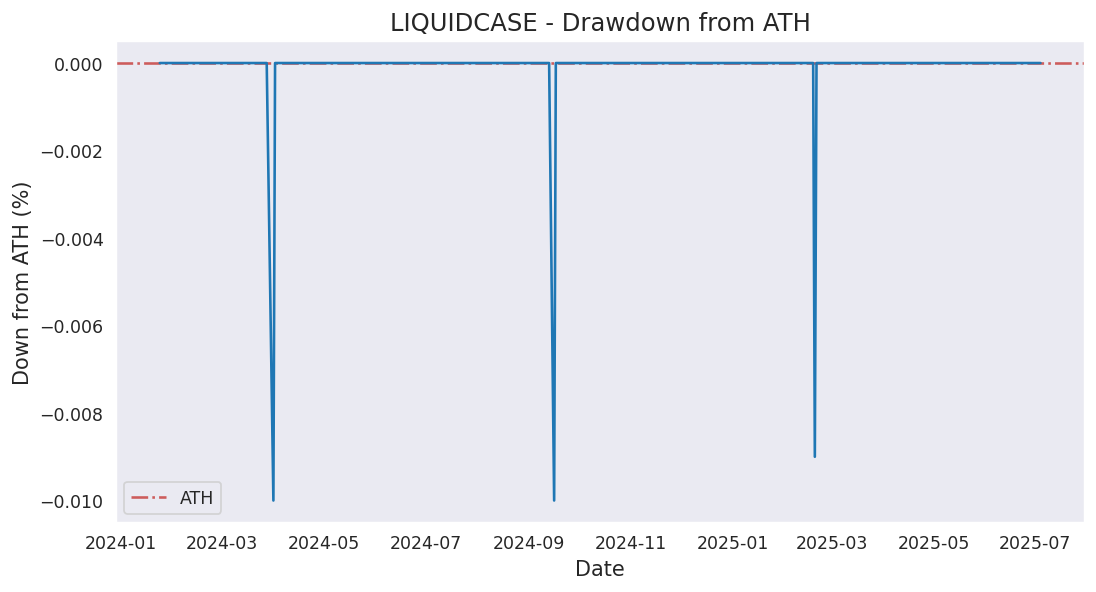 LIQUIDCASE - Drawdown from ATH
Down from ATH (%)
0.000
−0.002
−0.004
−0.006
−0.008
−0.010
ATH
2024-01 2024-03 2024-05 2024-07 2024-09 2024-11 2025-01 2025-03 2025-05 2025-07
Date